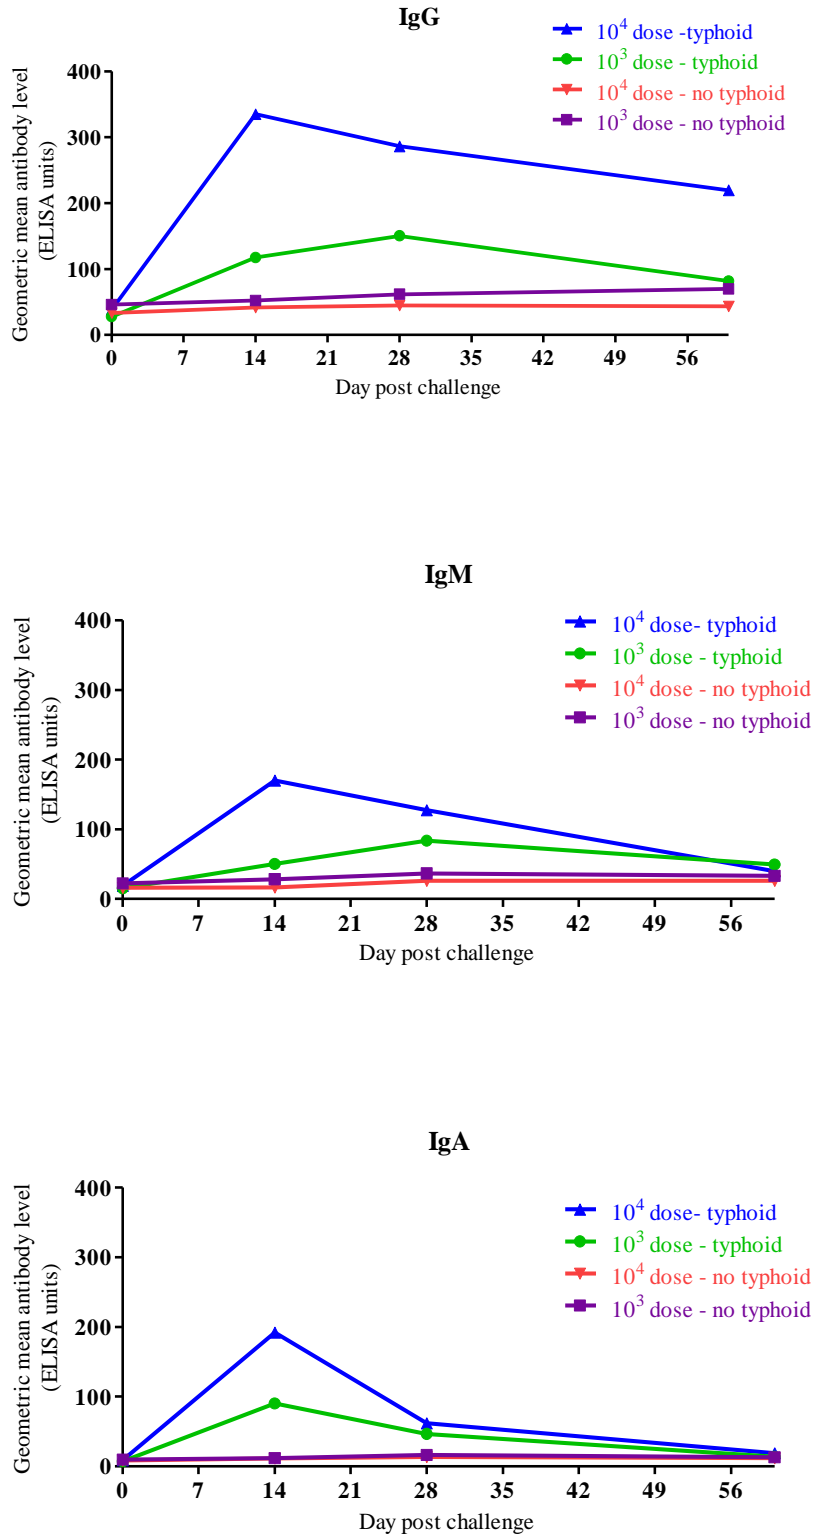 IgG
10⁴ dose -typhoid
10³ dose - typhoid
10⁴ dose - no typhoid
10³ dose - no typhoid
Geometric mean antibody level
(ELISA units)
400
300
200
100
0
0 7 14 21 28 35 42 49 56
Day post challenge
IgM
10⁴ dose- typhoid
10³ dose - typhoid
10⁴ dose - no typhoid
10³ dose - no typhoid
Geometric mean antibody level
(ELISA units)
400
300
200
100
0
0 7 14 21 28 35 42 49 56
Day post challenge
IgA
10⁴ dose- typhoid
10³ dose - typhoid
10⁴ dose - no typhoid
10³ dose - no typhoid
Geometric mean antibody level
(ELISA units)
400
300
200
100
0
0 7 14 21 28 35 42 49 56
Day post challenge